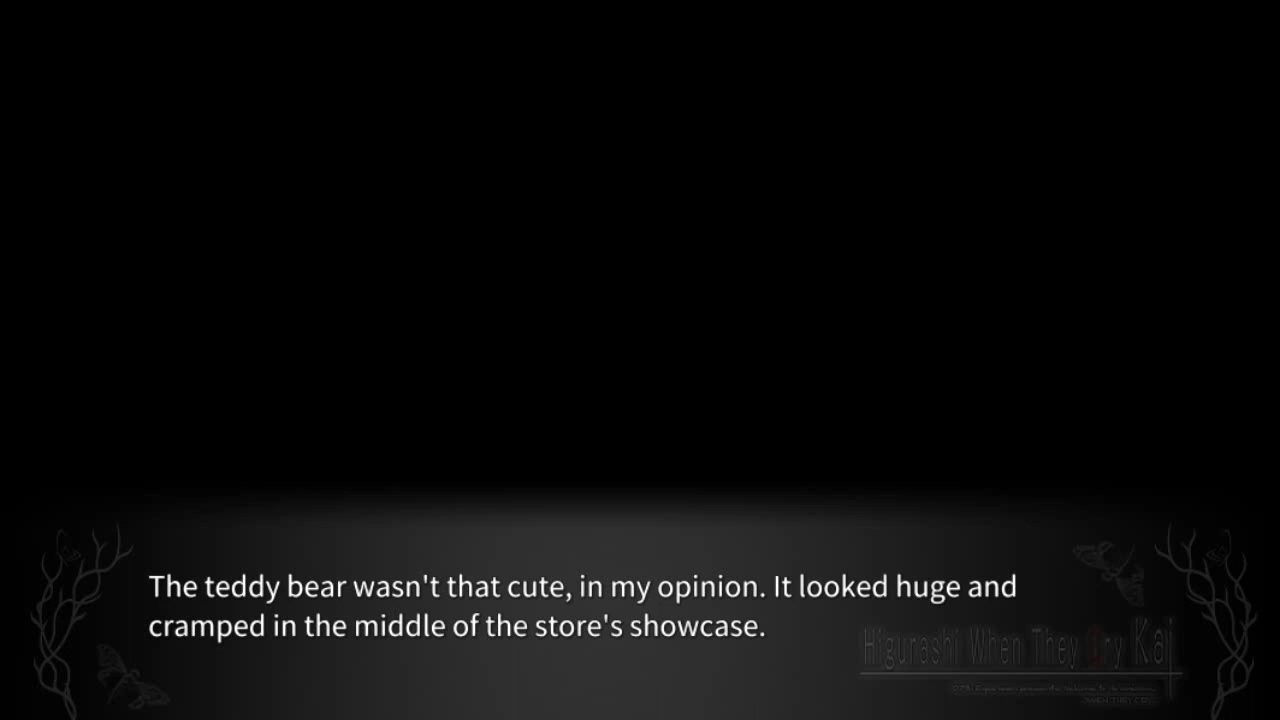 The teddy bear wasn't that cute, in my opinion. It looked huge and
cramped in the middle of the store's showcase.
Higurashi When They Cry Kai